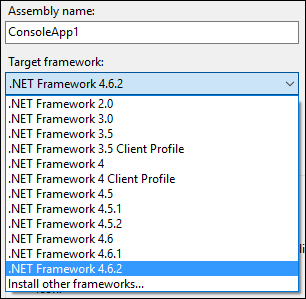 Assembly name:
ConsoleApp1
Target framework:
.NET Framework 4.6.2
.NET Framework 2.0
.NET Framework 3.0
.NET Framework 3.5
.NET Framework 3.5 Client Profile
.NET Framework 4
.NET Framework 4 Client Profile
.NET Framework 4.5
.NET Framework 4.5.1
.NET Framework 4.5.2
.NET Framework 4.6
.NET Framework 4.6.1
.NET Framework 4.6.2
Install other frameworks...